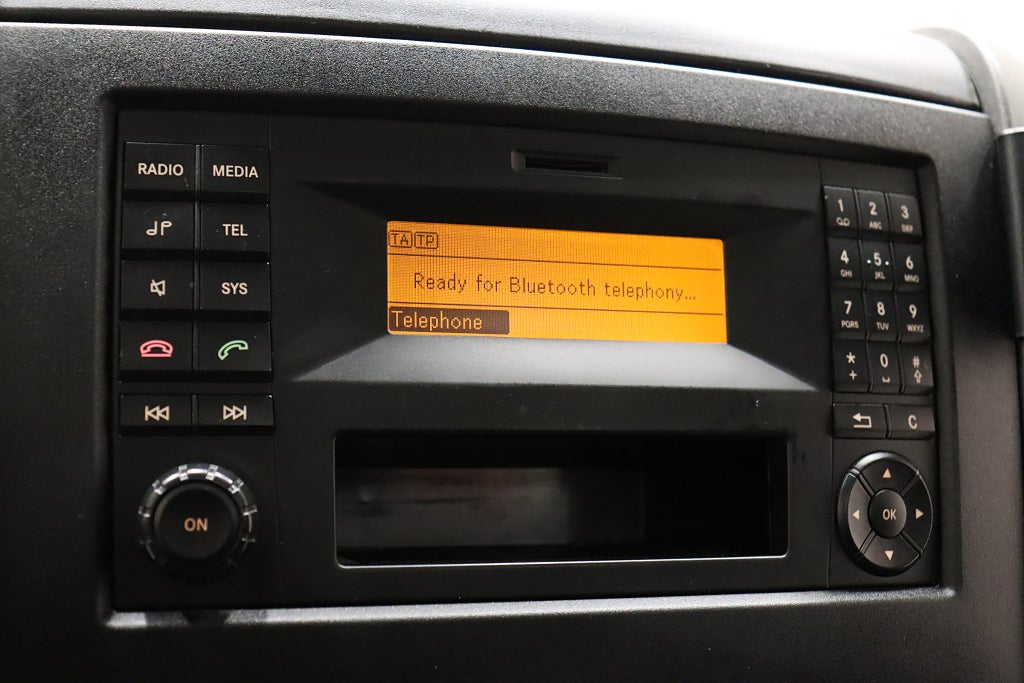 RADIO MEDIA
TEL
SYS
ON
TA TP
Ready for Bluetooth telephony...
Telephone
1 2 3
ABC DEF
4 5 6
GHI JKL MNO
7 8 9
PQRS TUV WXYZ
* 0 #
+
C
OK